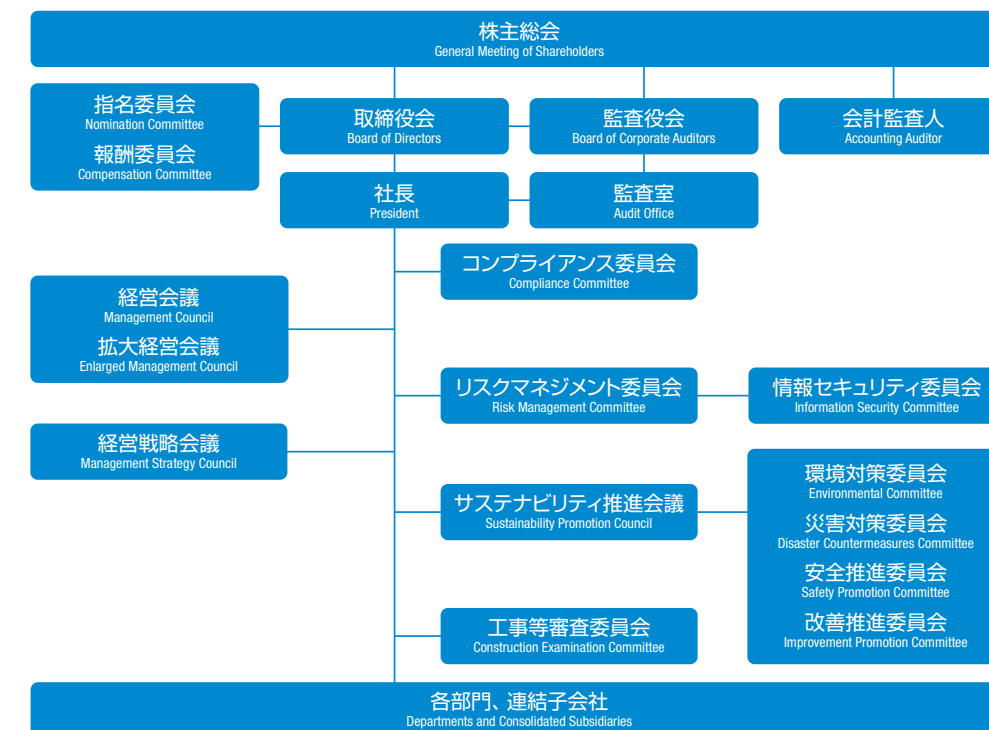 株主総会
General Meeting of Shareholders
指名委員会
Nomination Committee
報酬委員会
Compensation Committee
取締役会
Board of Directors
監査役会
Board of Corporate Auditors
会計監査人
Accounting Auditor
社長
President
監査室
Audit Office
コンプライアンス委員会
Compliance Committee
経営会議
Management Council
拡大経営会議
Enlarged Management Council
リスクマネジメント委員会
Risk Management Committee
情報セキュリティ委員会
Information Security Committee
経営戦略会議
Management Strategy Council
サステナビリティ推進会議
Sustainability Promotion Council
環境対策委員会
Environmental Committee
災害対策委員会
Disaster Countermeasures Committee
安全推進委員会
Safety Promotion Committee
改善推進委員会
Improvement Promotion Committee
工事等審査委員会
Construction Examination Committee
各部門、連結子会社
Departments and Consolidated Subsidiaries